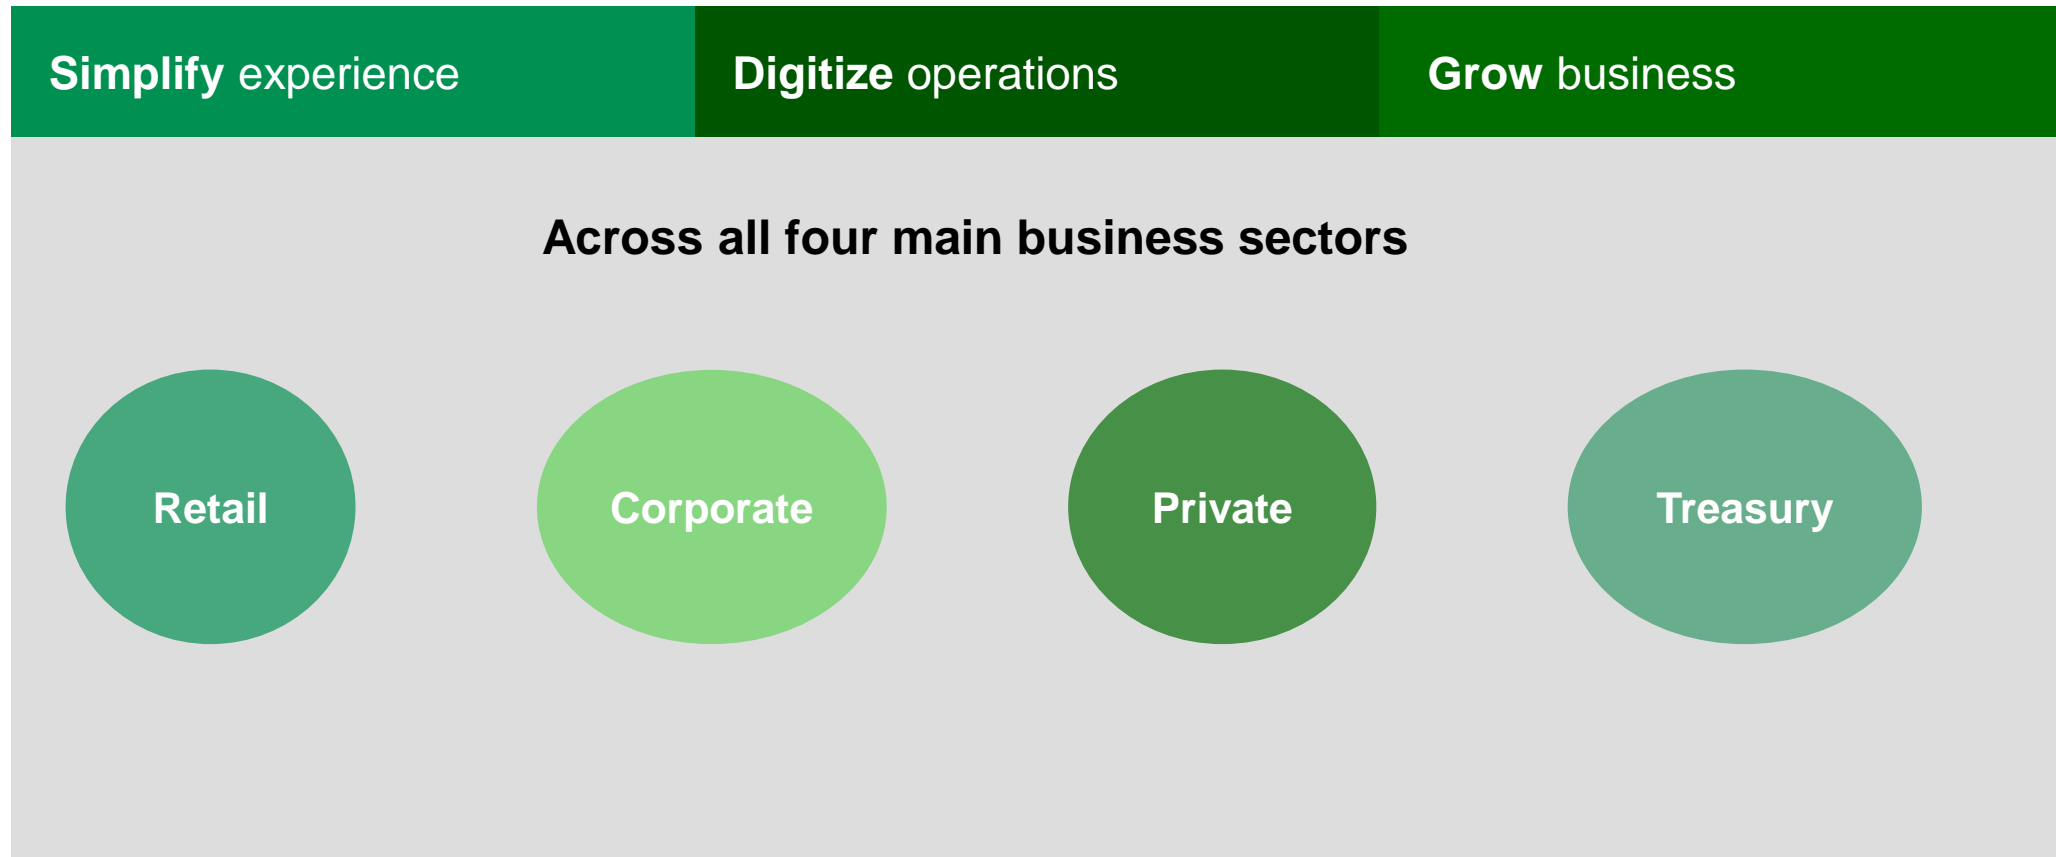 Simplify experience
Digitize operations
Grow business
Across all four main business sectors
Retail
Corporate
Private
Treasury